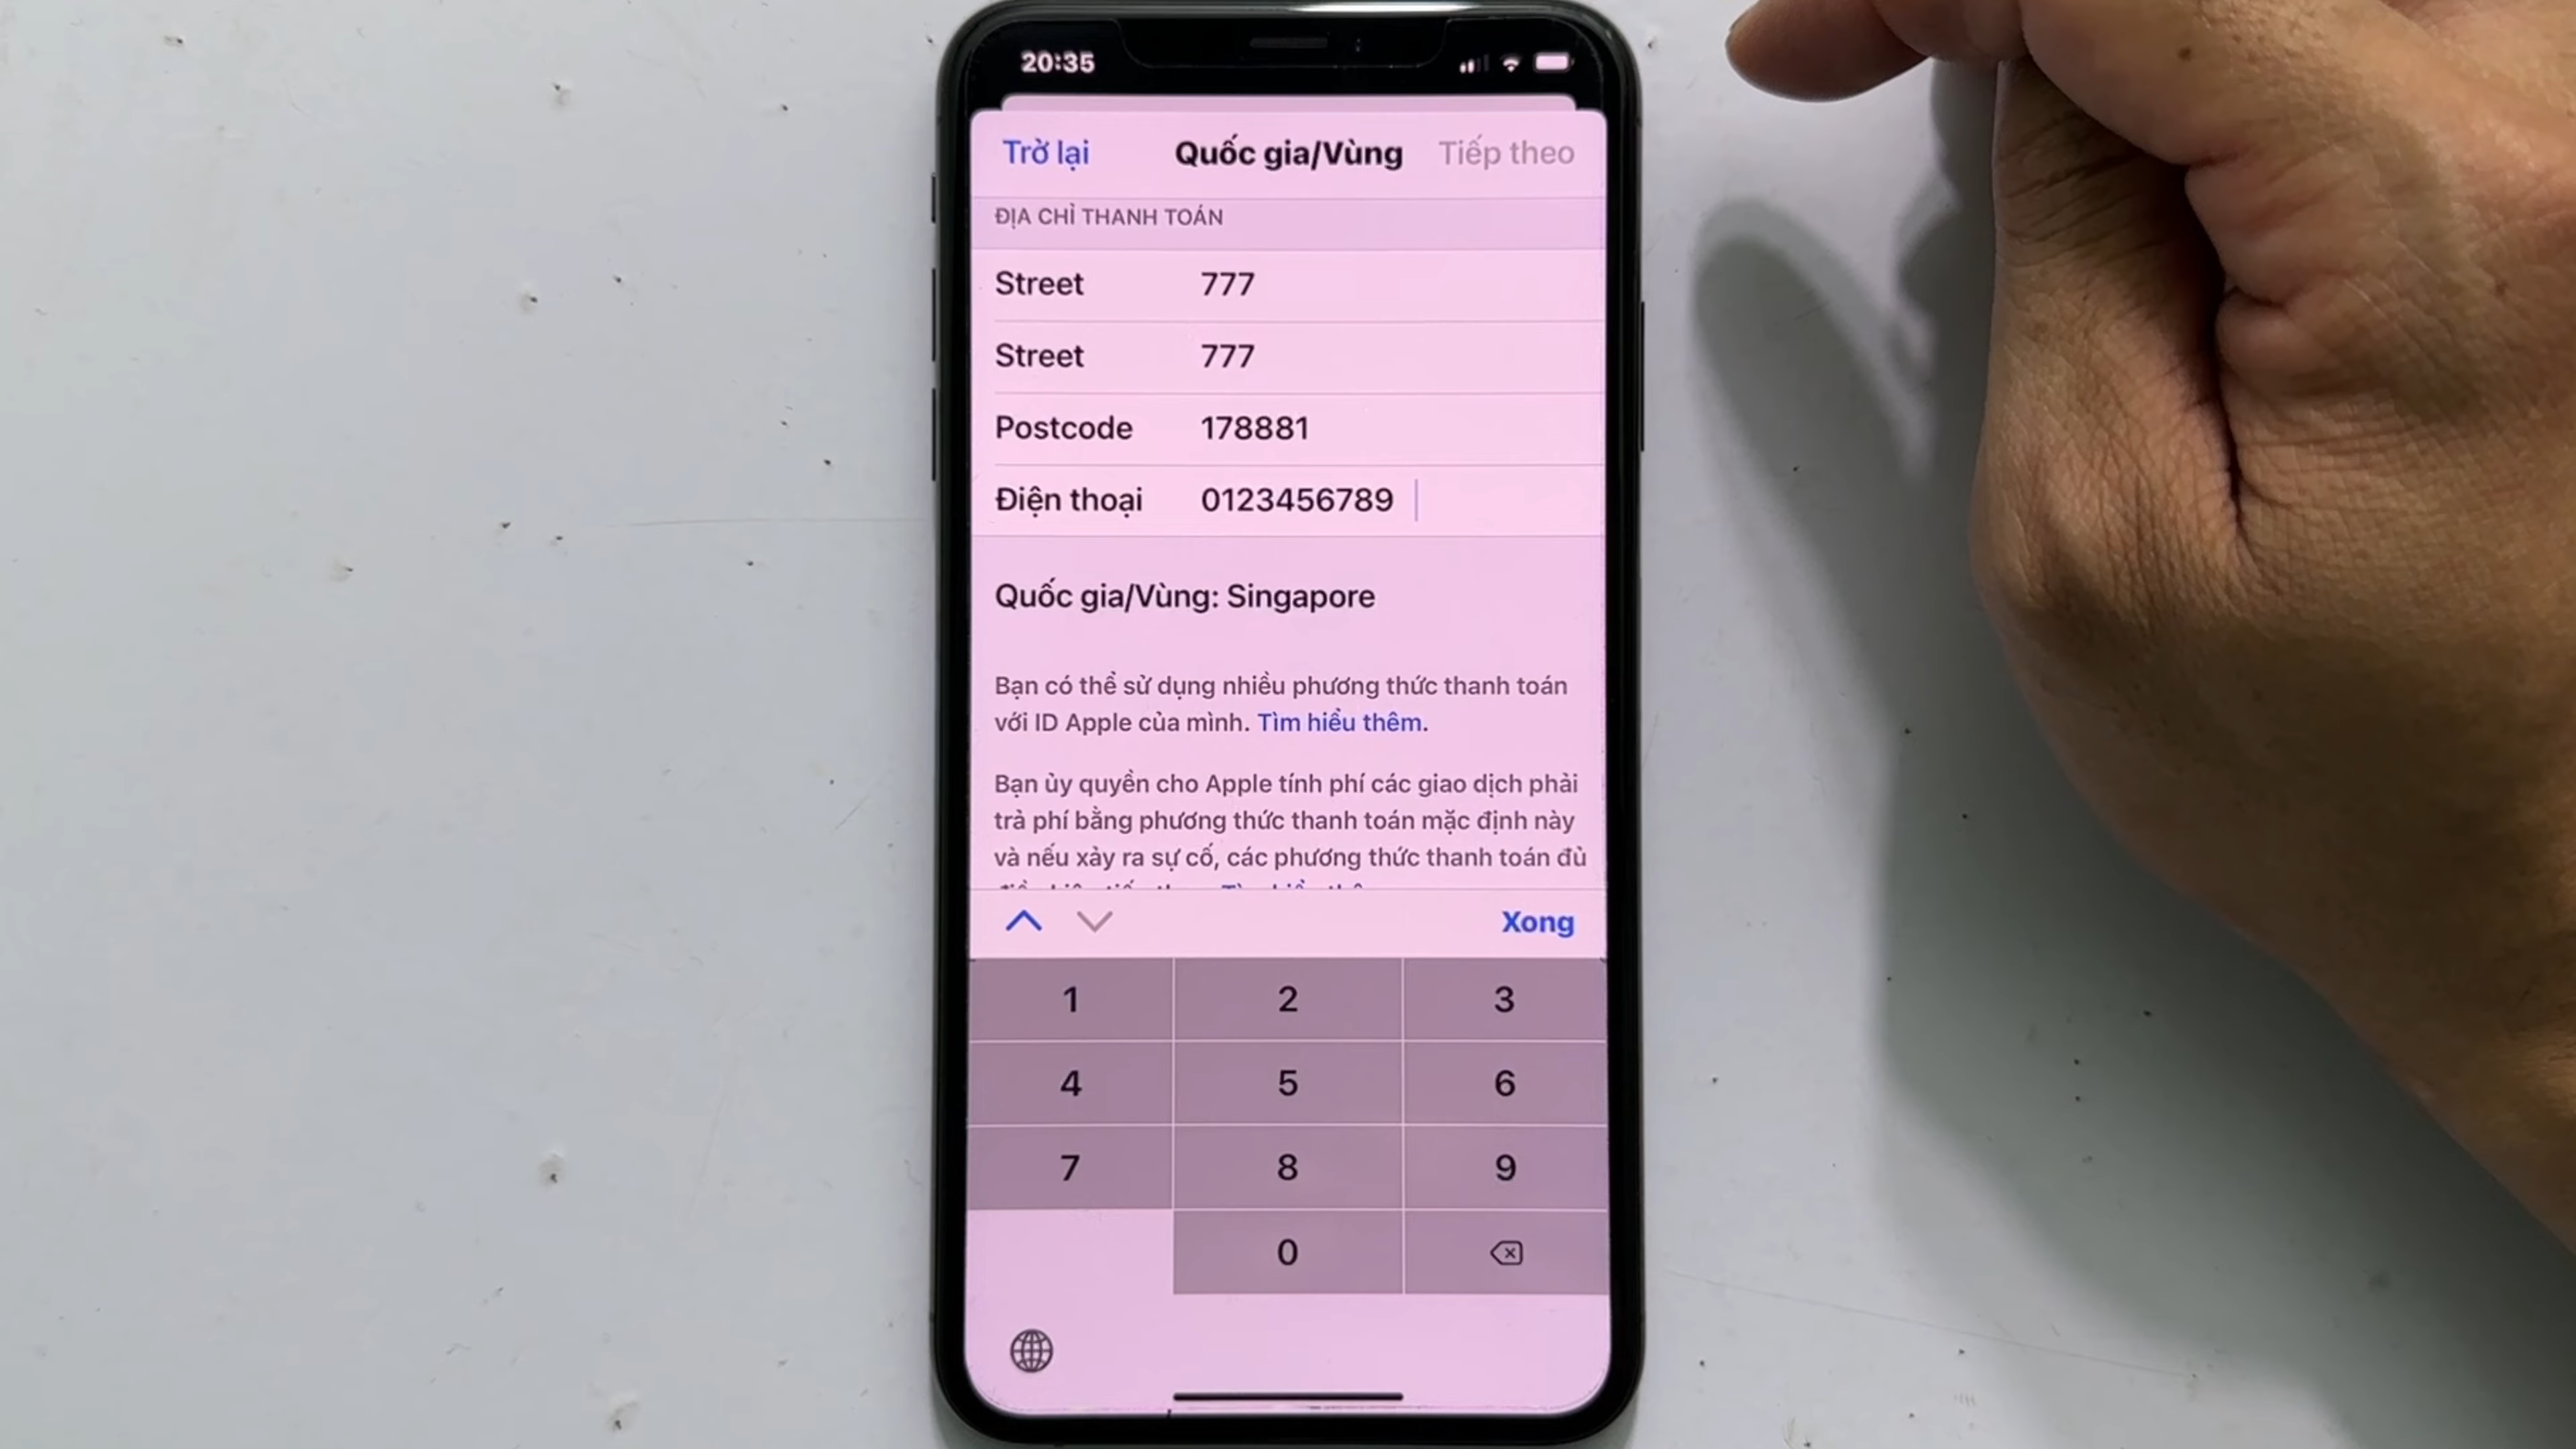 20:35
Trở lại Quốc gia/Vùng Tiếp theo
ĐỊA CHỈ THANH TOÁN
Street 777
Street 777
Postcode 178881
Điện thoại 0123456789
Quốc gia/Vùng: Singapore
Bạn có thể sử dụng nhiều phương thức thanh toán
với ID Apple của mình. Tìm hiểu thêm.
Bạn ủy quyền cho Apple tính phí các giao dịch phải
trả phí bằng phương thức thanh toán mặc định này
và nếu xảy ra sự cố, các phương thức thanh toán đủ
Xong
1 2 3
4 5 6
7 8 9
0